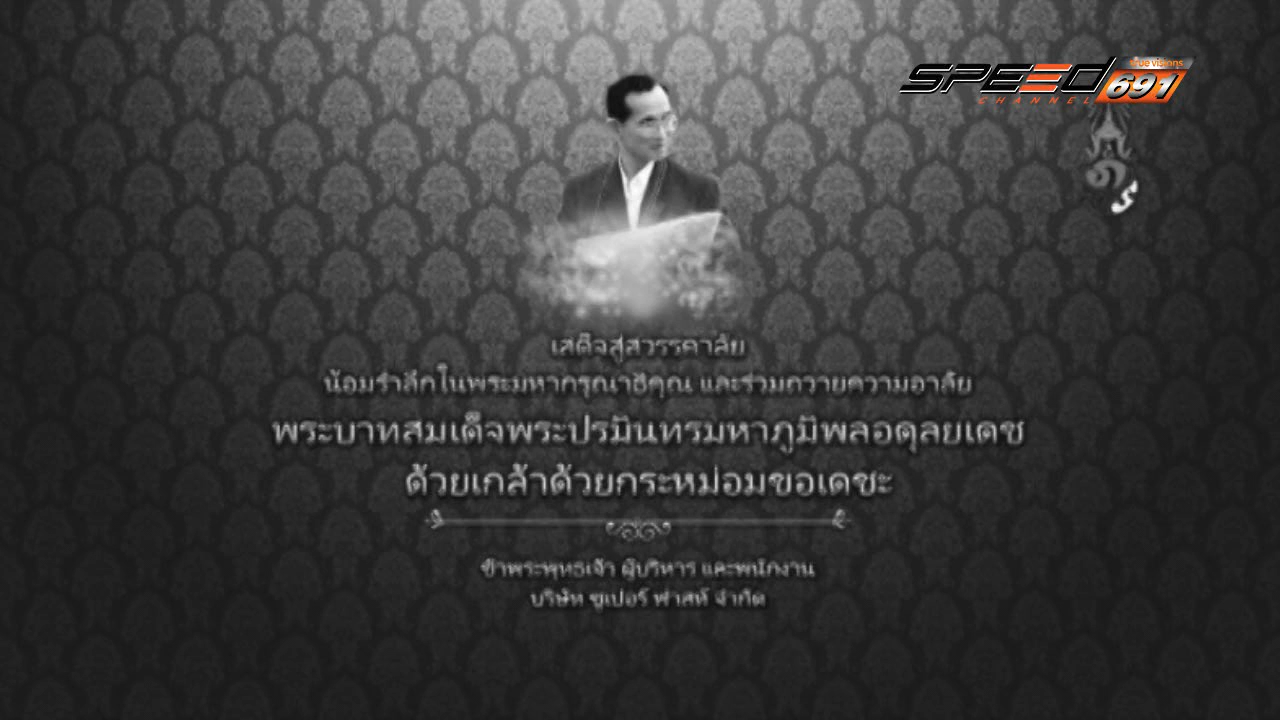 SPEED
CHANNEL
true visions
691
เสด็จสู่สวรรคาลัย
น้อมรำลึกในพระมหากรุณาธิคุณ และร่วมถวายความอาลัย
พระบาทสมเด็จพระปรมินทรมหาภูมิพลอดุลยเดช
ด้วยเกล้าด้วยกระหม่อมขอเดชะ
ข้าพระพุทธเจ้า ผู้บริหาร และพนักงาน
บริษัท ซูเปอร์ ฟาสท์ จำกัด